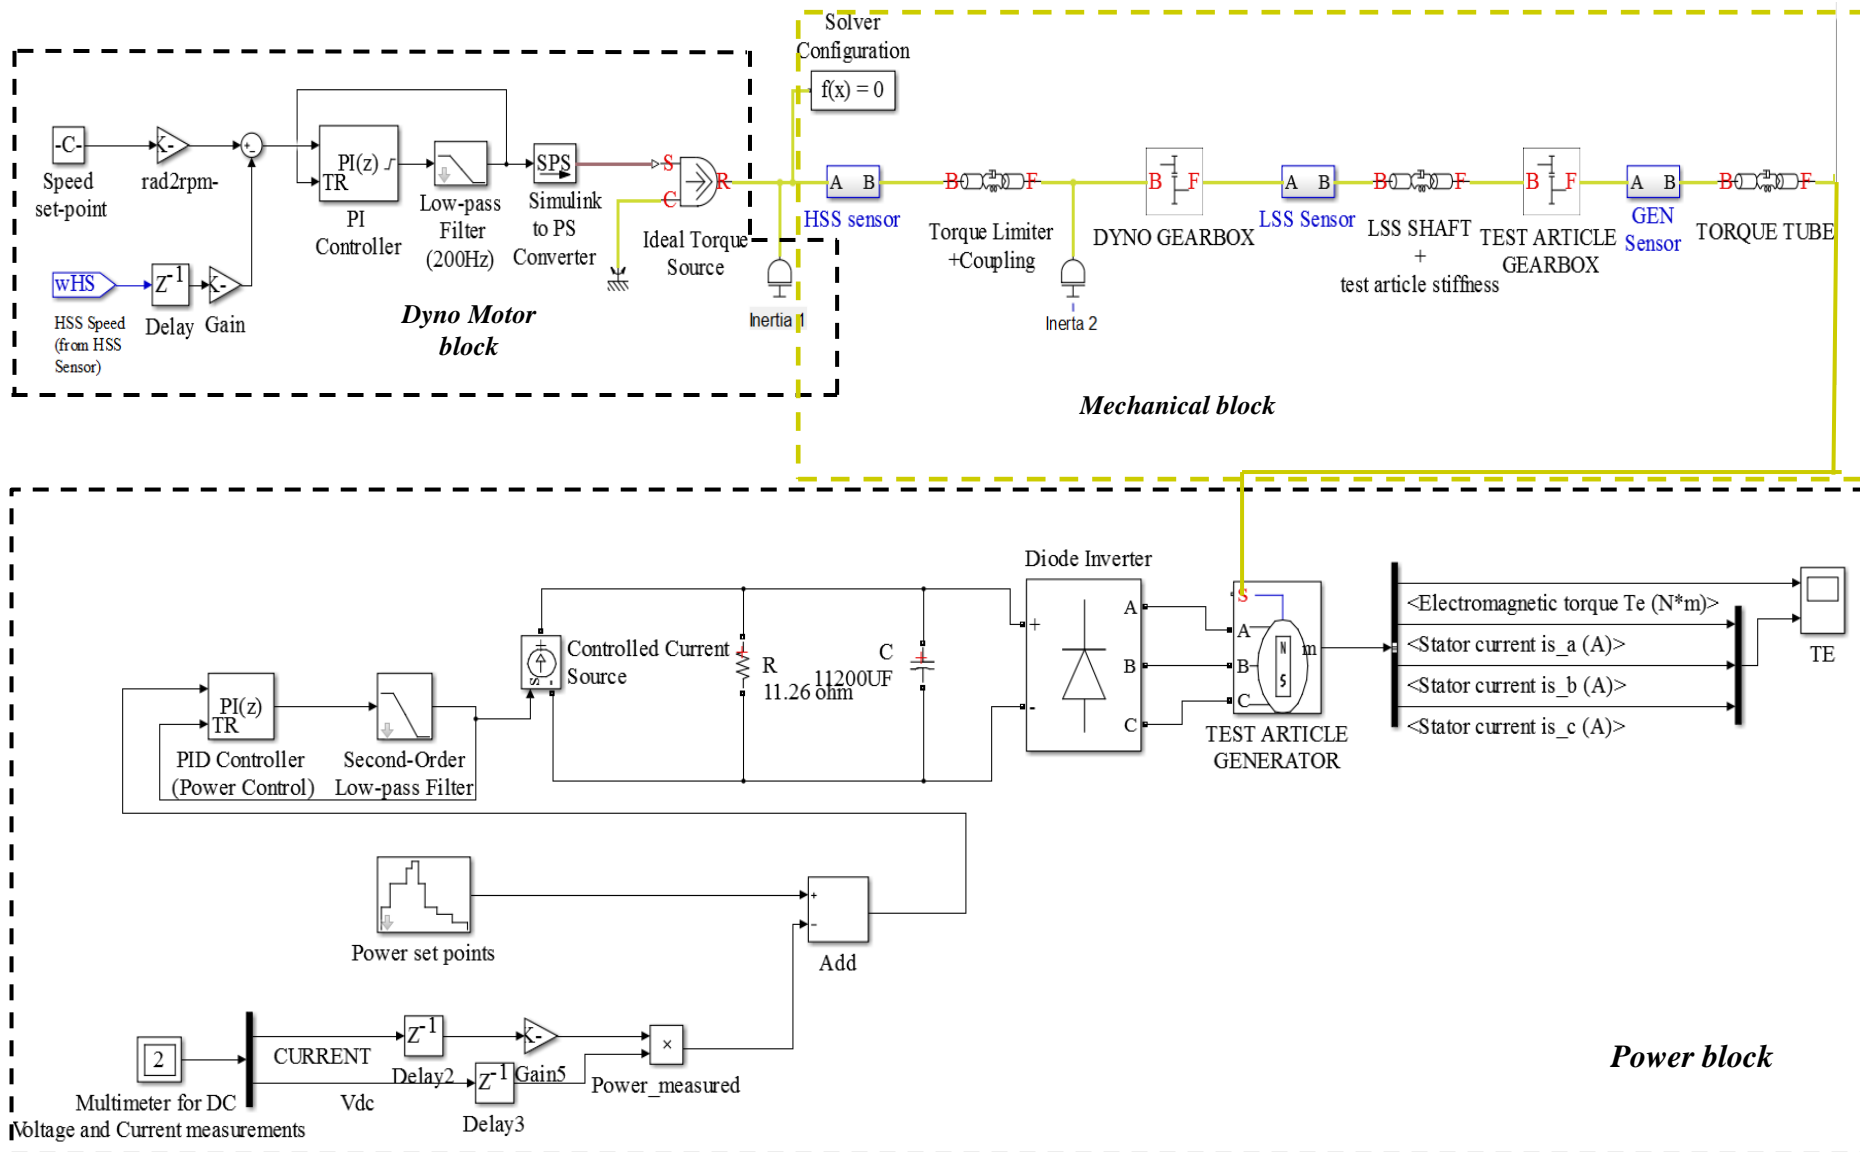 Solver
Configuration
f(x) = 0
-C-
Speed
set-point
K-
rad2rpm-
+
-
PI(z)
TR
PI
Controller
Low-pass
Filter
(200Hz)
SPS
Simulink
to PS
Converter
S
C
R
Ideal Torque
Source
wHS
HSS Speed
(from HSS
Sensor)
Z-1
Delay
K-
Gain
Dyno Motor
block
Inertia 1
A B
HSS sensor
B F
Torque Limiter
+Coupling
Inerta 2
B F
DYNO GEARBOX
A B
LSS Sensor
B F
LSS SHAFT
+
test article stiffness
B F
TEST ARTICLE
GEARBOX
A B
GEN
Sensor
B F
TORQUE TUBE
Mechanical block
PI(z)
TR
PID Controller
(Power Control)
Second-Order
Low-pass Filter
s
+
-
Controlled Current
Source
R
11.26 ohm
C
11200UF
Diode Inverter
+
-
A
B
C
S
A
B
C
N
S
m
TEST ARTICLE
GENERATOR
<Electromagnetic torque Te (N*m)>
<Stator current is_a (A)>
<Stator current is_b (A)>
<Stator current is_c (A)>
TE
Power set points
+
-
Add
2
Multimeter for DC
Voltage and Current measurements
CURRENT
Vdc
Z-1
Delay2
K-
Gain5
Z-1
Delay3
×
Power_measured
Power block